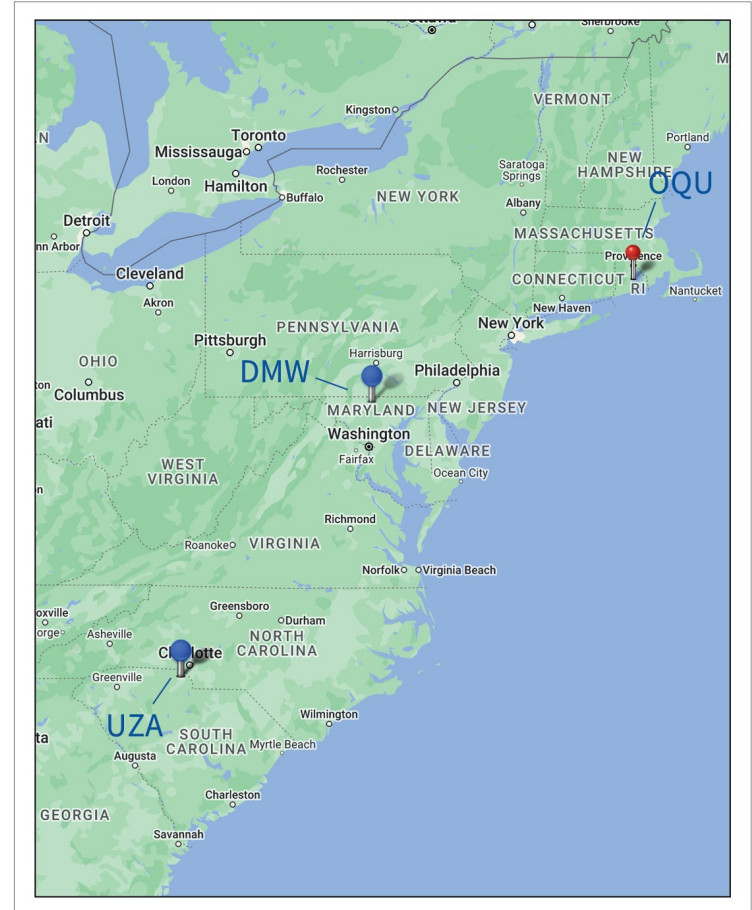 Sherbrooke
M
VERMONT
Kingston
N
Toronto
Portland
Mississauga
NEW
HAMPSHIRE
Saratoga
Springs
Rochester
London
Hamilton
OQU
Buffalo
NEW YORK
Albany
Detroit
MASSACHUSETTS
nn Arbor
Cleveland
CONNECTICUT
RI
Nantucket
Akron
New Haven
New York
PENNSYLVANIA
Pittsburgh
Harrisburg
OHIO
DMW
Philadelphia
ton
Columbus
MARYLAND
NEW JERSEY
ati
Washington
DELAWARE
Fairfax
WEST
VIRGINIA
Ocean City
n
Richmond
Roanoke
VIRGINIA
Norfolk
Virginia Beach
oxville
Greensboro
Durham
orge
Asheville
NORTH
CAROLINA
Greenville
UZA
Wilmington
ta
SOUTH
CAROLINA
Myrtle Beach
Augusta
Charleston
GEORGIA
Savannah